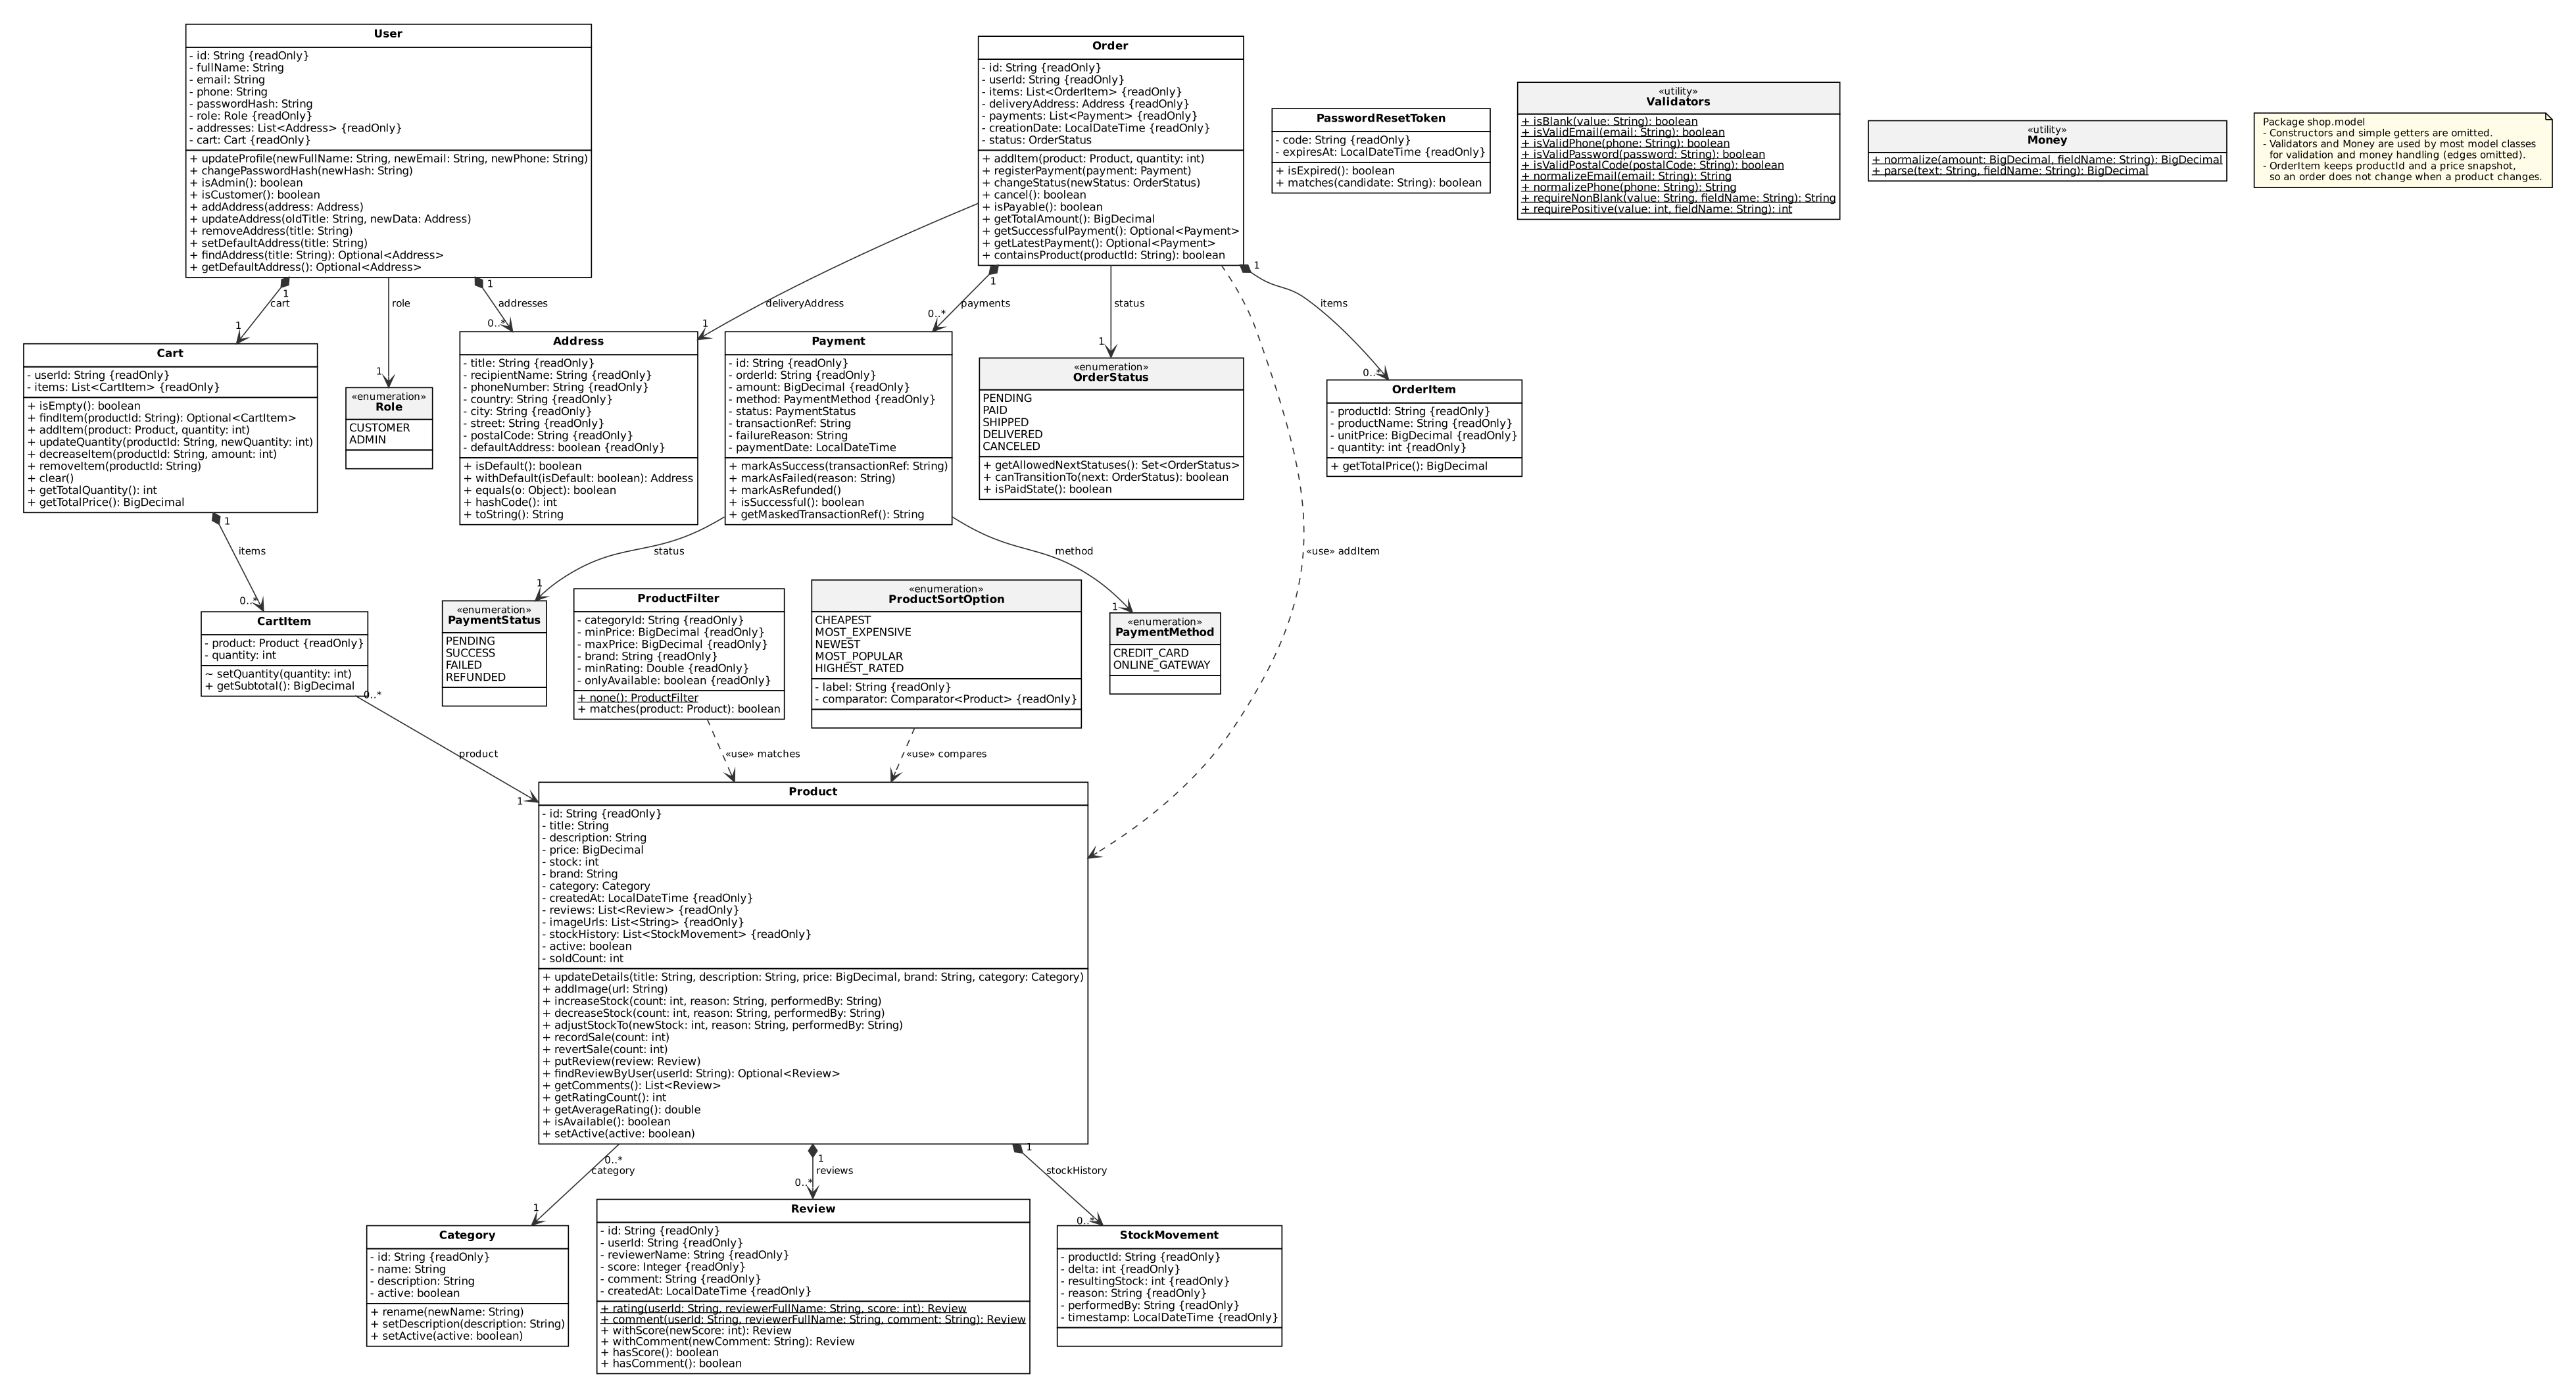 User
- id: String {readOnly}
- fullName: String
- email: String
- phone: String
- passwordHash: String
- role: Role {readOnly}
- addresses: List<Address> {readOnly}
- cart: Cart {readOnly}
+ updateProfile(newFullName: String, newEmail: String, newPhone: String)
+ changePasswordHash(newHash: String)
+ isAdmin(): boolean
+ isCustomer(): boolean
+ addAddress(address: Address)
+ updateAddress(oldTitle: String, newData: Address)
+ removeAddress(title: String)
+ setDefaultAddress(title: String)
+ findAddress(title: String): Optional<Address>
+ getDefaultAddress(): Optional<Address>
Order
- id: String {readOnly}
- userId: String {readOnly}
- items: List<OrderItem> {readOnly}
- deliveryAddress: Address {readOnly}
- payments: List<Payment> {readOnly}
- creationDate: LocalDateTime {readOnly}
- status: OrderStatus
+ addItem(product: Product, quantity: int)
+ registerPayment(payment: Payment)
+ changeStatus(newStatus: OrderStatus)
+ cancel(): boolean
+ isPayable(): boolean
+ getTotalAmount(): BigDecimal
+ getSuccessfulPayment(): Optional<Payment>
+ getLatestPayment(): Optional<Payment>
+ containsProduct(productId: String): boolean
PasswordResetToken
- code: String {readOnly}
- expiresAt: LocalDateTime {readOnly}
+ isExpired(): boolean
+ matches(candidate: String): boolean
«utility»
Validators
+ isBlank(value: String): boolean
+ isValidEmail(email: String): boolean
+ isValidPhone(phone: String): boolean
+ isValidPassword(password: String): boolean
+ isValidPostalCode(postalCode: String): boolean
+ normalizeEmail(email: String): String
+ normalizePhone(phone: String): String
+ requireNonBlank(value: String, fieldName: String): String
+ requirePositive(value: int, fieldName: String): int
«utility»
Money
+ normalize(amount: BigDecimal, fieldName: String): BigDecimal
+ parse(text: String, fieldName: String): BigDecimal
Package shop.model
- Constructors and simple getters are omitted.
- Validators and Money are used by most model classes
for validation and money handling (edges omitted).
- OrderItem keeps productId and a price snapshot,
so an order does not change when a product changes.
1
cart
1
role
1
1
addresses
0..*
deliveryAddress
1
1
payments
0..*
status
1
1
items
0..*
Cart
- userId: String {readOnly}
- items: List<CartItem> {readOnly}
+ isEmpty(): boolean
+ findItem(productId: String): Optional<CartItem>
+ addItem(product: Product, quantity: int)
+ updateQuantity(productId: String, newQuantity: int)
+ decreaseItem(productId: String, amount: int)
+ removeItem(productId: String)
+ clear()
+ getTotalQuantity(): int
+ getTotalPrice(): BigDecimal
«enumeration»
Role
CUSTOMER
ADMIN
Address
- title: String {readOnly}
- recipientName: String {readOnly}
- phoneNumber: String {readOnly}
- country: String {readOnly}
- city: String {readOnly}
- street: String {readOnly}
- postalCode: String {readOnly}
- defaultAddress: boolean {readOnly}
+ isDefault(): boolean
+ withDefault(isDefault: boolean): Address
+ equals(o: Object): boolean
+ hashCode(): int
+ toString(): String
Payment
- id: String {readOnly}
- orderId: String {readOnly}
- amount: BigDecimal {readOnly}
- method: PaymentMethod {readOnly}
- status: PaymentStatus
- transactionRef: String
- failureReason: String
- paymentDate: LocalDateTime
+ markAsSuccess(transactionRef: String)
+ markAsFailed(reason: String)
+ markAsRefunded()
+ isSuccessful(): boolean
+ getMaskedTransactionRef(): String
«enumeration»
OrderStatus
PENDING
PAID
SHIPPED
DELIVERED
CANCELED
+ getAllowedNextStatuses(): Set<OrderStatus>
+ canTransitionTo(next: OrderStatus): boolean
+ isPaidState(): boolean
OrderItem
- productId: String {readOnly}
- productName: String {readOnly}
- unitPrice: BigDecimal {readOnly}
- quantity: int {readOnly}
+ getTotalPrice(): BigDecimal
1
items
0..*
status
1
method
1
«use» addItem
CartItem
- product: Product {readOnly}
- quantity: int
~ setQuantity(quantity: int)
+ getSubtotal(): BigDecimal
«enumeration»
PaymentStatus
PENDING
SUCCESS
FAILED
REFUNDED
ProductFilter
- categoryId: String {readOnly}
- minPrice: BigDecimal {readOnly}
- maxPrice: BigDecimal {readOnly}
- brand: String {readOnly}
- minRating: Double {readOnly}
- onlyAvailable: boolean {readOnly}
+ none(): ProductFilter
+ matches(product: Product): boolean
«enumeration»
ProductSortOption
CHEAPEST
MOST_EXPENSIVE
NEWEST
MOST_POPULAR
HIGHEST_RATED
- label: String {readOnly}
- comparator: Comparator<Product> {readOnly}
«enumeration»
PaymentMethod
CREDIT_CARD
ONLINE_GATEWAY
0..*
product
1
«use» matches
«use» compares
Product
- id: String {readOnly}
- title: String
- description: String
- price: BigDecimal
- stock: int
- brand: String
- category: Category
- createdAt: LocalDateTime {readOnly}
- reviews: List<Review> {readOnly}
- imageUrls: List<String> {readOnly}
- stockHistory: List<StockMovement> {readOnly}
- active: boolean
- soldCount: int
+ updateDetails(title: String, description: String, price: BigDecimal, brand: String, category: Category)
+ addImage(url: String)
+ increaseStock(count: int, reason: String, performedBy: String)
+ decreaseStock(count: int, reason: String, performedBy: String)
+ adjustStockTo(newStock: int, reason: String, performedBy: String)
+ recordSale(count: int)
+ revertSale(count: int)
+ putReview(review: Review)
+ findReviewByUser(userId: String): Optional<Review>
+ getComments(): List<Review>
+ getRatingCount(): int
+ getAverageRating(): double
+ isAvailable(): boolean
+ setActive(active: boolean)
0..*
category
1
1
reviews
0..*
1
stockHistory
0..*
Category
- id: String {readOnly}
- name: String
- description: String
- active: boolean
+ rename(newName: String)
+ setDescription(description: String)
+ setActive(active: boolean)
Review
- id: String {readOnly}
- userId: String {readOnly}
- reviewerName: String {readOnly}
- score: Integer {readOnly}
- comment: String {readOnly}
- createdAt: LocalDateTime {readOnly}
+ rating(userId: String, reviewerFullName: String, score: int): Review
+ comment(userId: String, reviewerFullName: String, comment: String): Review
+ withScore(newScore: int): Review
+ withComment(newComment: String): Review
+ hasScore(): boolean
+ hasComment(): boolean
StockMovement
- productId: String {readOnly}
- delta: int {readOnly}
- resultingStock: int {readOnly}
- reason: String {readOnly}
- performedBy: String {readOnly}
- timestamp: LocalDateTime {readOnly}